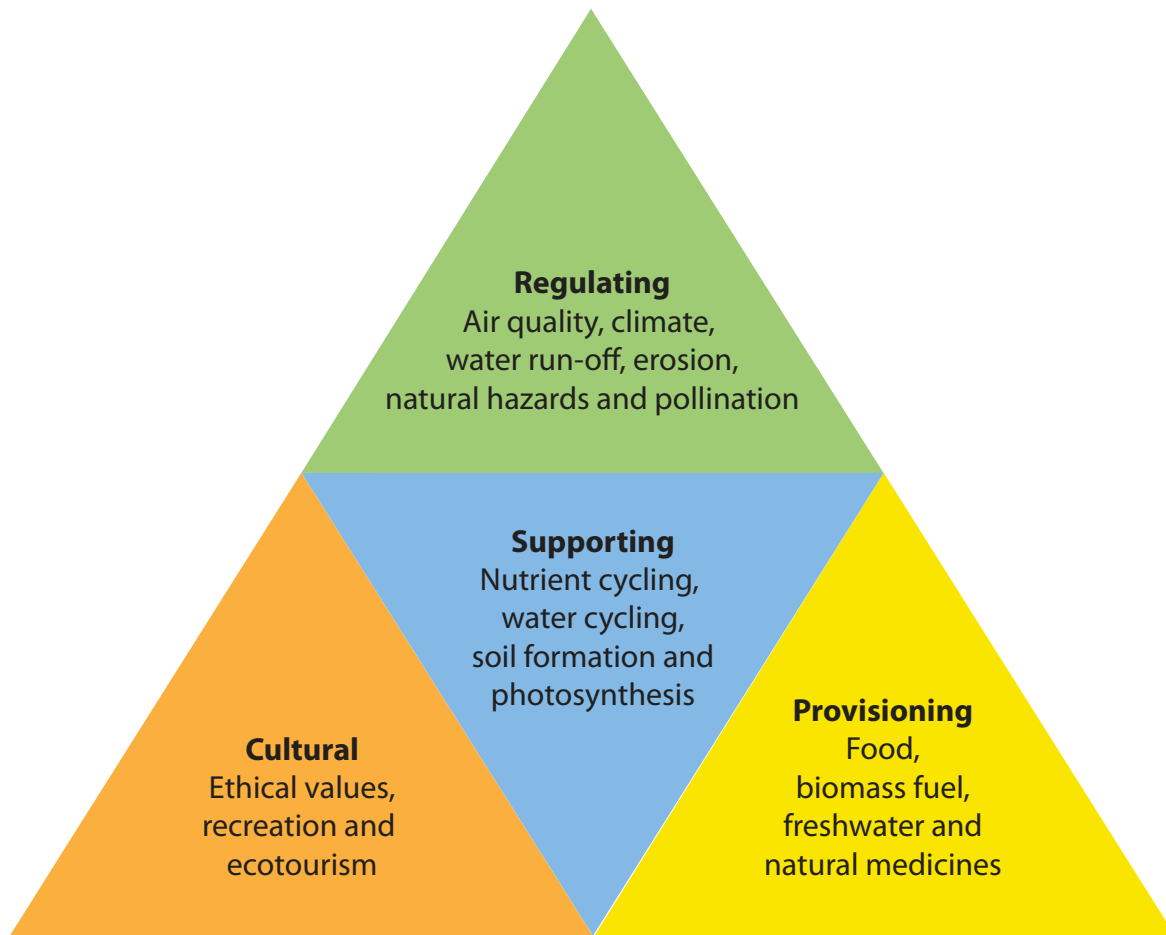 Regulating
Air quality, climate,
water run-off, erosion,
natural hazards and pollination
Supporting
Nutrient cycling,
water cycling,
soil formation and
photosynthesis
Cultural
Ethical values,
recreation and
ecotourism
Provisioning
Food,
biomass fuel,
freshwater and
natural medicines